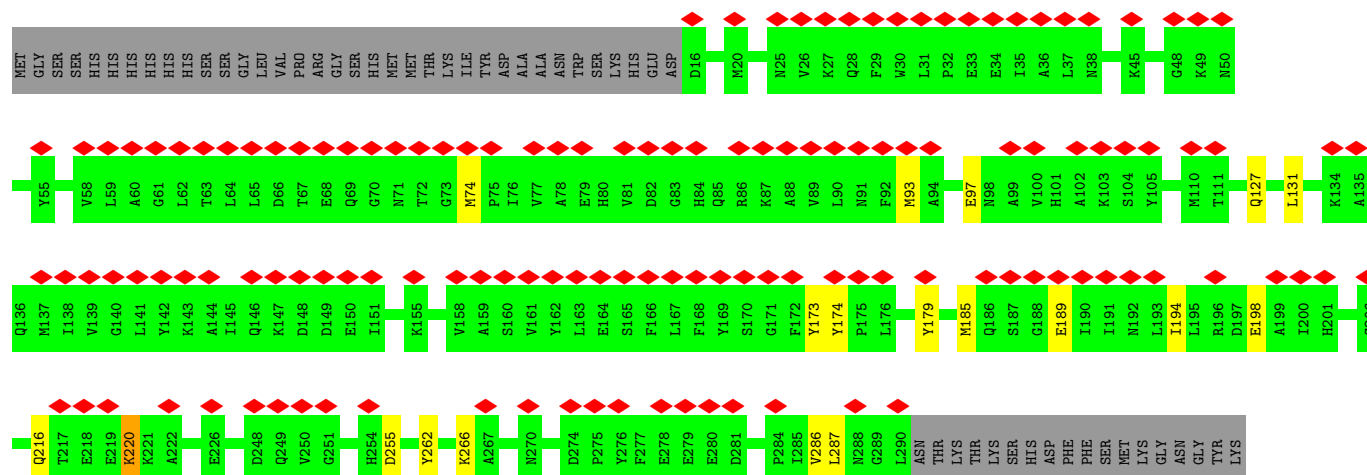 MET GLY SER SER HIS HIS HIS HIS HIS HIS SER SER GLY LEU VAL PRO ARG GLY SER HIS MET MET THR LYS ILE TYR ASP ALA ALA ASN TRP SER LYS HIS GLU ASP D16 M20 N25 V26 K27 Q28 F29 W30 L31 P32 E33 E34 I35 A36 L37 N38 K45 G48 K49 N50
Y55 V58 L59 A60 G61 L62 T63 L64 L65 D66 T67 E68 Q69 G70 N71 T72 G73 M74 P75 I76 V77 A78 E79 H80 V81 D82 G83 H84 Q85 R86 K87 A88 V89 L90 N91 F92 M93 A94 E97 N98 A99 V100 H101 A102 K103 S104 Y105 M110 T111 Q127 L131 K134 A135
Q136 M137 I138 V139 G140 L141 Y142 K143 A144 I145 Q146 K147 D148 D149 E150 I151 K155 V158 A159 S160 V161 Y162 L163 E164 S165 F166 L167 F168 Y169 S170 G171 F172 Y173 Y174 P175 L176 Y179 M185 Q186 S187 G188 E189 I190 I191 N192 L193 I194 L195 R196 D197 E198 A199 I200 H201
Q216 T217 E218 E219 K220 K221 A222 E226 D248 Q249 V250 G251 H254 D255 Y262 K266 A267 N270 D274 P275 Y276 F277 E278 E279 E280 D281 P284 I285 V286 L287 N288 G289 L290 ASN THR LYS THR LYS SER HIS ASP PHE PHE SER MET LYS GLY ASN GLY TYR LYS